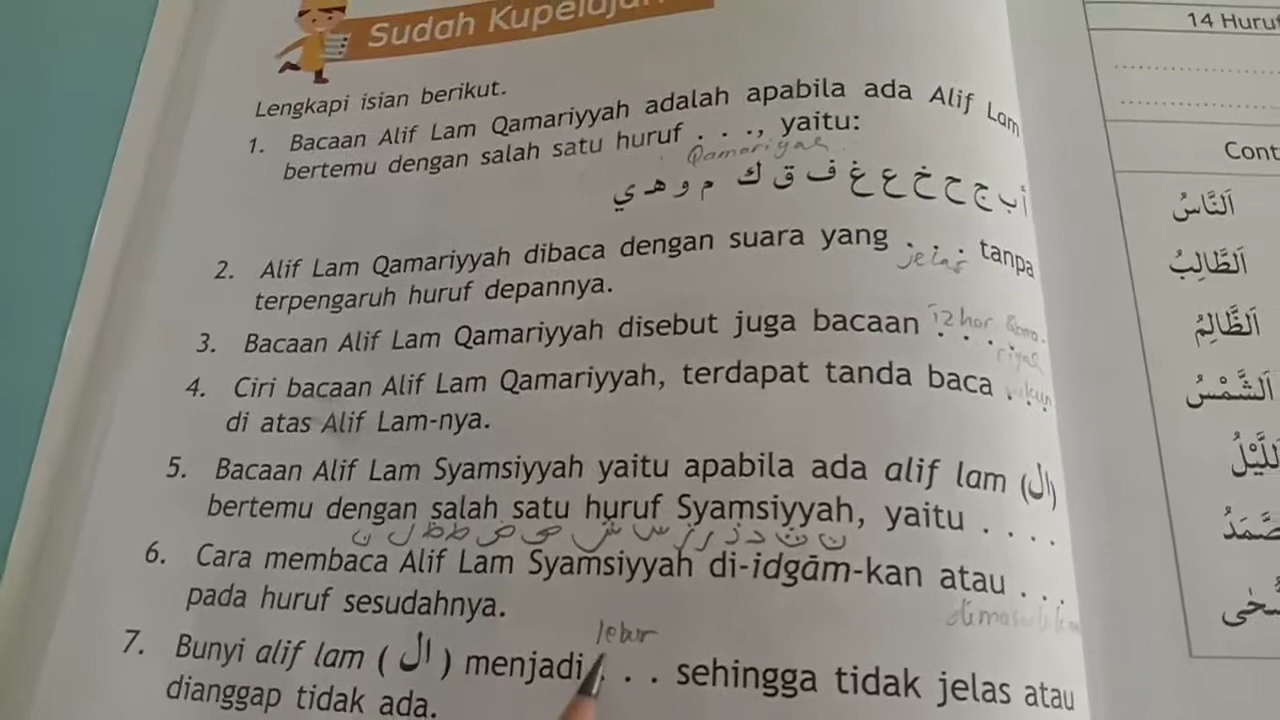 Sudah Kupelajari
Lengkapi isian berikut.
1. Bacaan Alif Lam Qamariyyah adalah apabila ada Alif Lam
bertemu dengan salah satu huruf . . ., yaitu:
Qamariyah
أ ب ج ح خ ع غ ف ق ك م و هـ ي
2. Alif Lam Qamariyyah dibaca dengan suara yang . . . tanpa
jelas
terpengaruh huruf depannya.
3. Bacaan Alif Lam Qamariyyah disebut juga bacaan . . . .
izhar
riyah
4. Ciri bacaan Alif Lam Qamariyyah, terdapat tanda baca . . .
di atas Alif Lam-nya.
5. Bacaan Alif Lam Syamsiyyah yaitu apabila ada alif lam (ال)
bertemu dengan salah satu huruf Syamsiyyah, yaitu . . . .
6. Cara membaca Alif Lam Syamsiyyah di-idgām-kan atau . . .
pada huruf sesudahnya.
lebur
7. Bunyi alif lam (ال) menjadi . . . sehingga tidak jelas atau
dianggap tidak ada.
14 Huru
Cont
اَلنَّاسُ
اَلطَّالِبُ
اَلظَّالِمُ
اَلشَّمْسُ